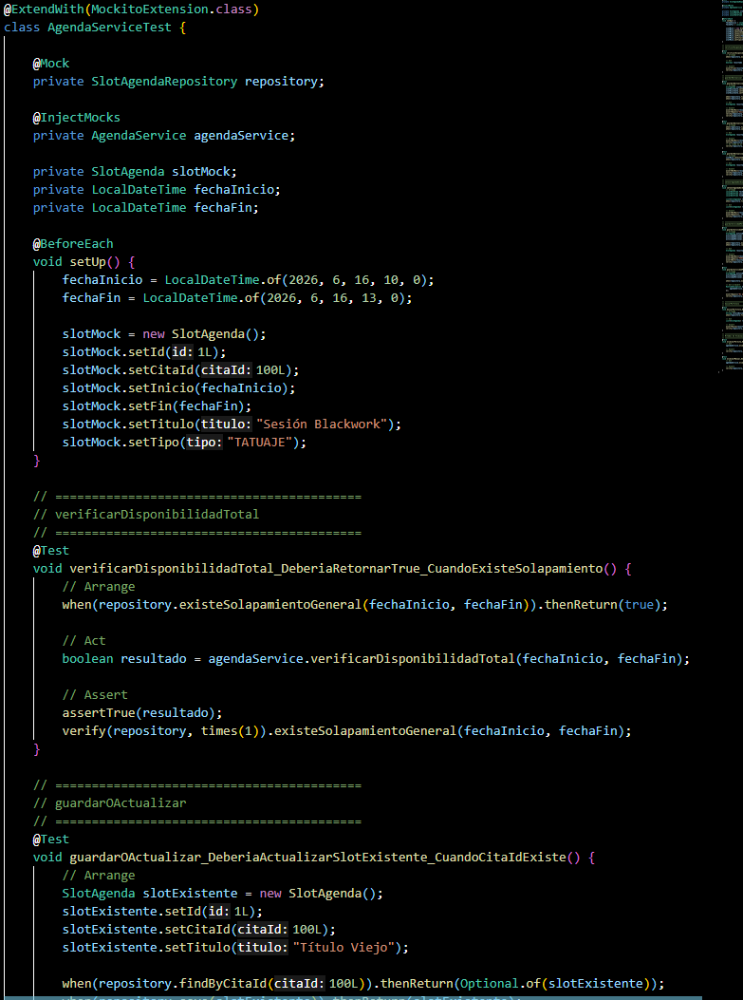 @ExtendWith(MockitoExtension.class)
class AgendaServiceTest {
@Mock
private SlotAgendaRepository repository;
@InjectMocks
private AgendaService agendaService;
private SlotAgenda slotMock;
private LocalDateTime fechaInicio;
private LocalDateTime fechaFin;
@BeforeEach
void setUp() {
fechaInicio = LocalDateTime.of(2026, 6, 16, 10, 0);
fechaFin = LocalDateTime.of(2026, 6, 16, 13, 0);
slotMock = new SlotAgenda();
slotMock.setId(id: 1L);
slotMock.setCitaId(citaId: 100L);
slotMock.setInicio(fechaInicio);
slotMock.setFin(fechaFin);
slotMock.setTitulo(titulo: "Sesión Blackwork");
slotMock.setTipo(tipo: "TATUAJE");
}
// ==========================================
// verificarDisponibilidadTotal
// ==========================================
@Test
void verificarDisponibilidadTotal_DeberiaRetornarTrue_CuandoExisteSolapamiento() {
// Arrange
when(repository.existeSolapamientoGeneral(fechaInicio, fechaFin)).thenReturn(true);
// Act
boolean resultado = agendaService.verificarDisponibilidadTotal(fechaInicio, fechaFin);
// Assert
assertTrue(resultado);
verify(repository, times(1)).existeSolapamientoGeneral(fechaInicio, fechaFin);
}
// ==========================================
// guardarOActualizar
// ==========================================
@Test
void guardarOActualizar_DeberiaActualizarSlotExistente_CuandoCitaIdExiste() {
// Arrange
SlotAgenda slotExistente = new SlotAgenda();
slotExistente.setId(id: 1L);
slotExistente.setCitaId(citaId: 100L);
slotExistente.setTitulo(titulo: "Título Viejo");
when(repository.findByCitaId(citaId: 100L)).thenReturn(Optional.of(slotExistente));